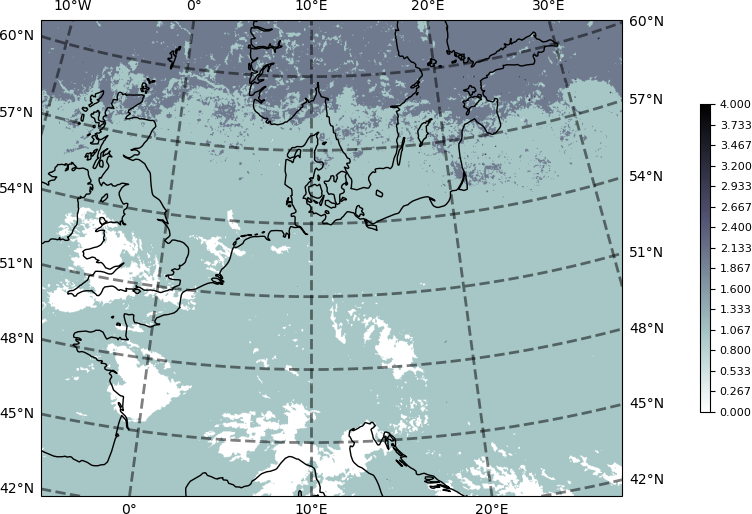 10°W 0° 10°E 20°E 30°E
60°N 60°N
57°N 57°N
54°N 54°N
51°N 51°N
48°N 48°N
45°N 45°N
42°N 42°N
0° 10°E 20°E
4.000
3.733
3.467
3.200
2.933
2.667
2.400
2.133
1.867
1.600
1.333
1.067
0.800
0.533
0.267
0.000